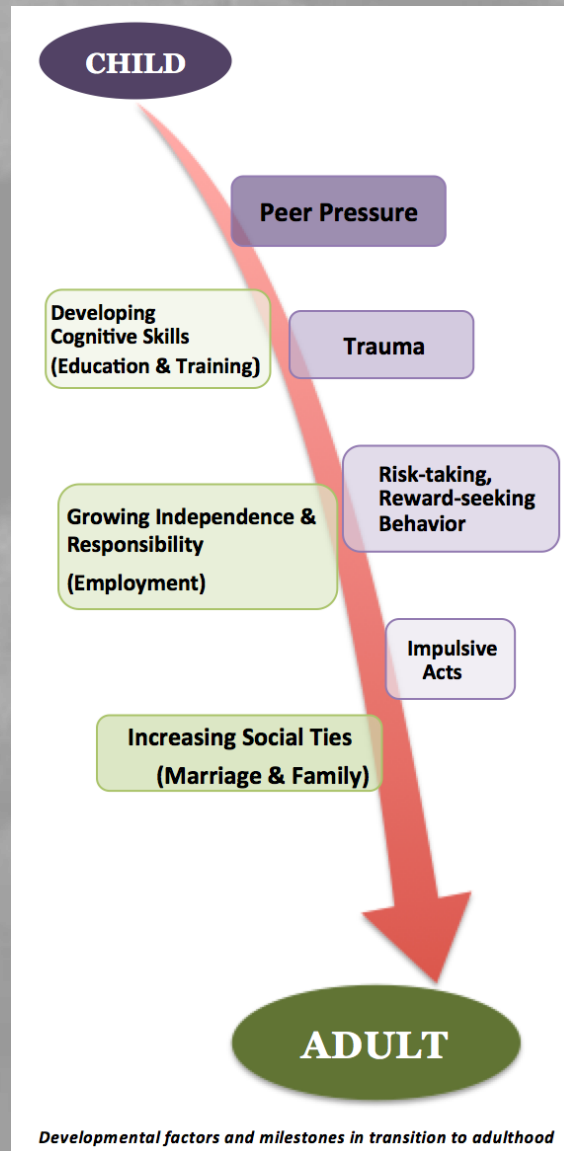 CHILD
Peer Pressure
Developing
Cognitive Skills
(Education & Training)
Trauma
Risk-taking,
Reward-seeking
Behavior
Growing Independence &
Responsibility
(Employment)
Impulsive
Acts
Increasing Social Ties
(Marriage & Family)
ADULT
Developmental factors and milestones in transition to adulthood